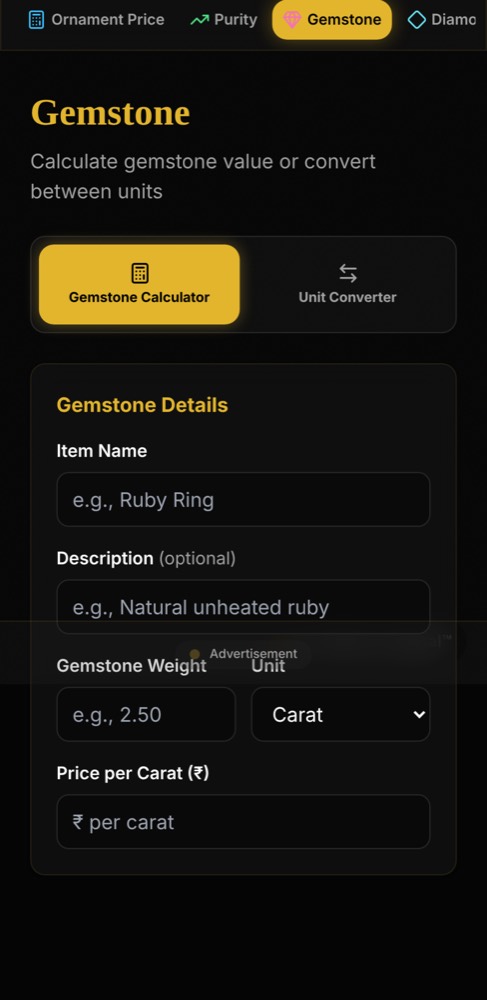 Ornament Price Purity Gemstone Diamo
Gemstone
Calculate gemstone value or convert
between units
Gemstone Calculator Unit Converter
Gemstone Details
Item Name
e.g., Ruby Ring
Description (optional)
e.g., Natural unheated ruby
Advertisement
Gemstone Weight Unit
e.g., 2.50 Carat
Price per Carat (₹)
₹ per carat